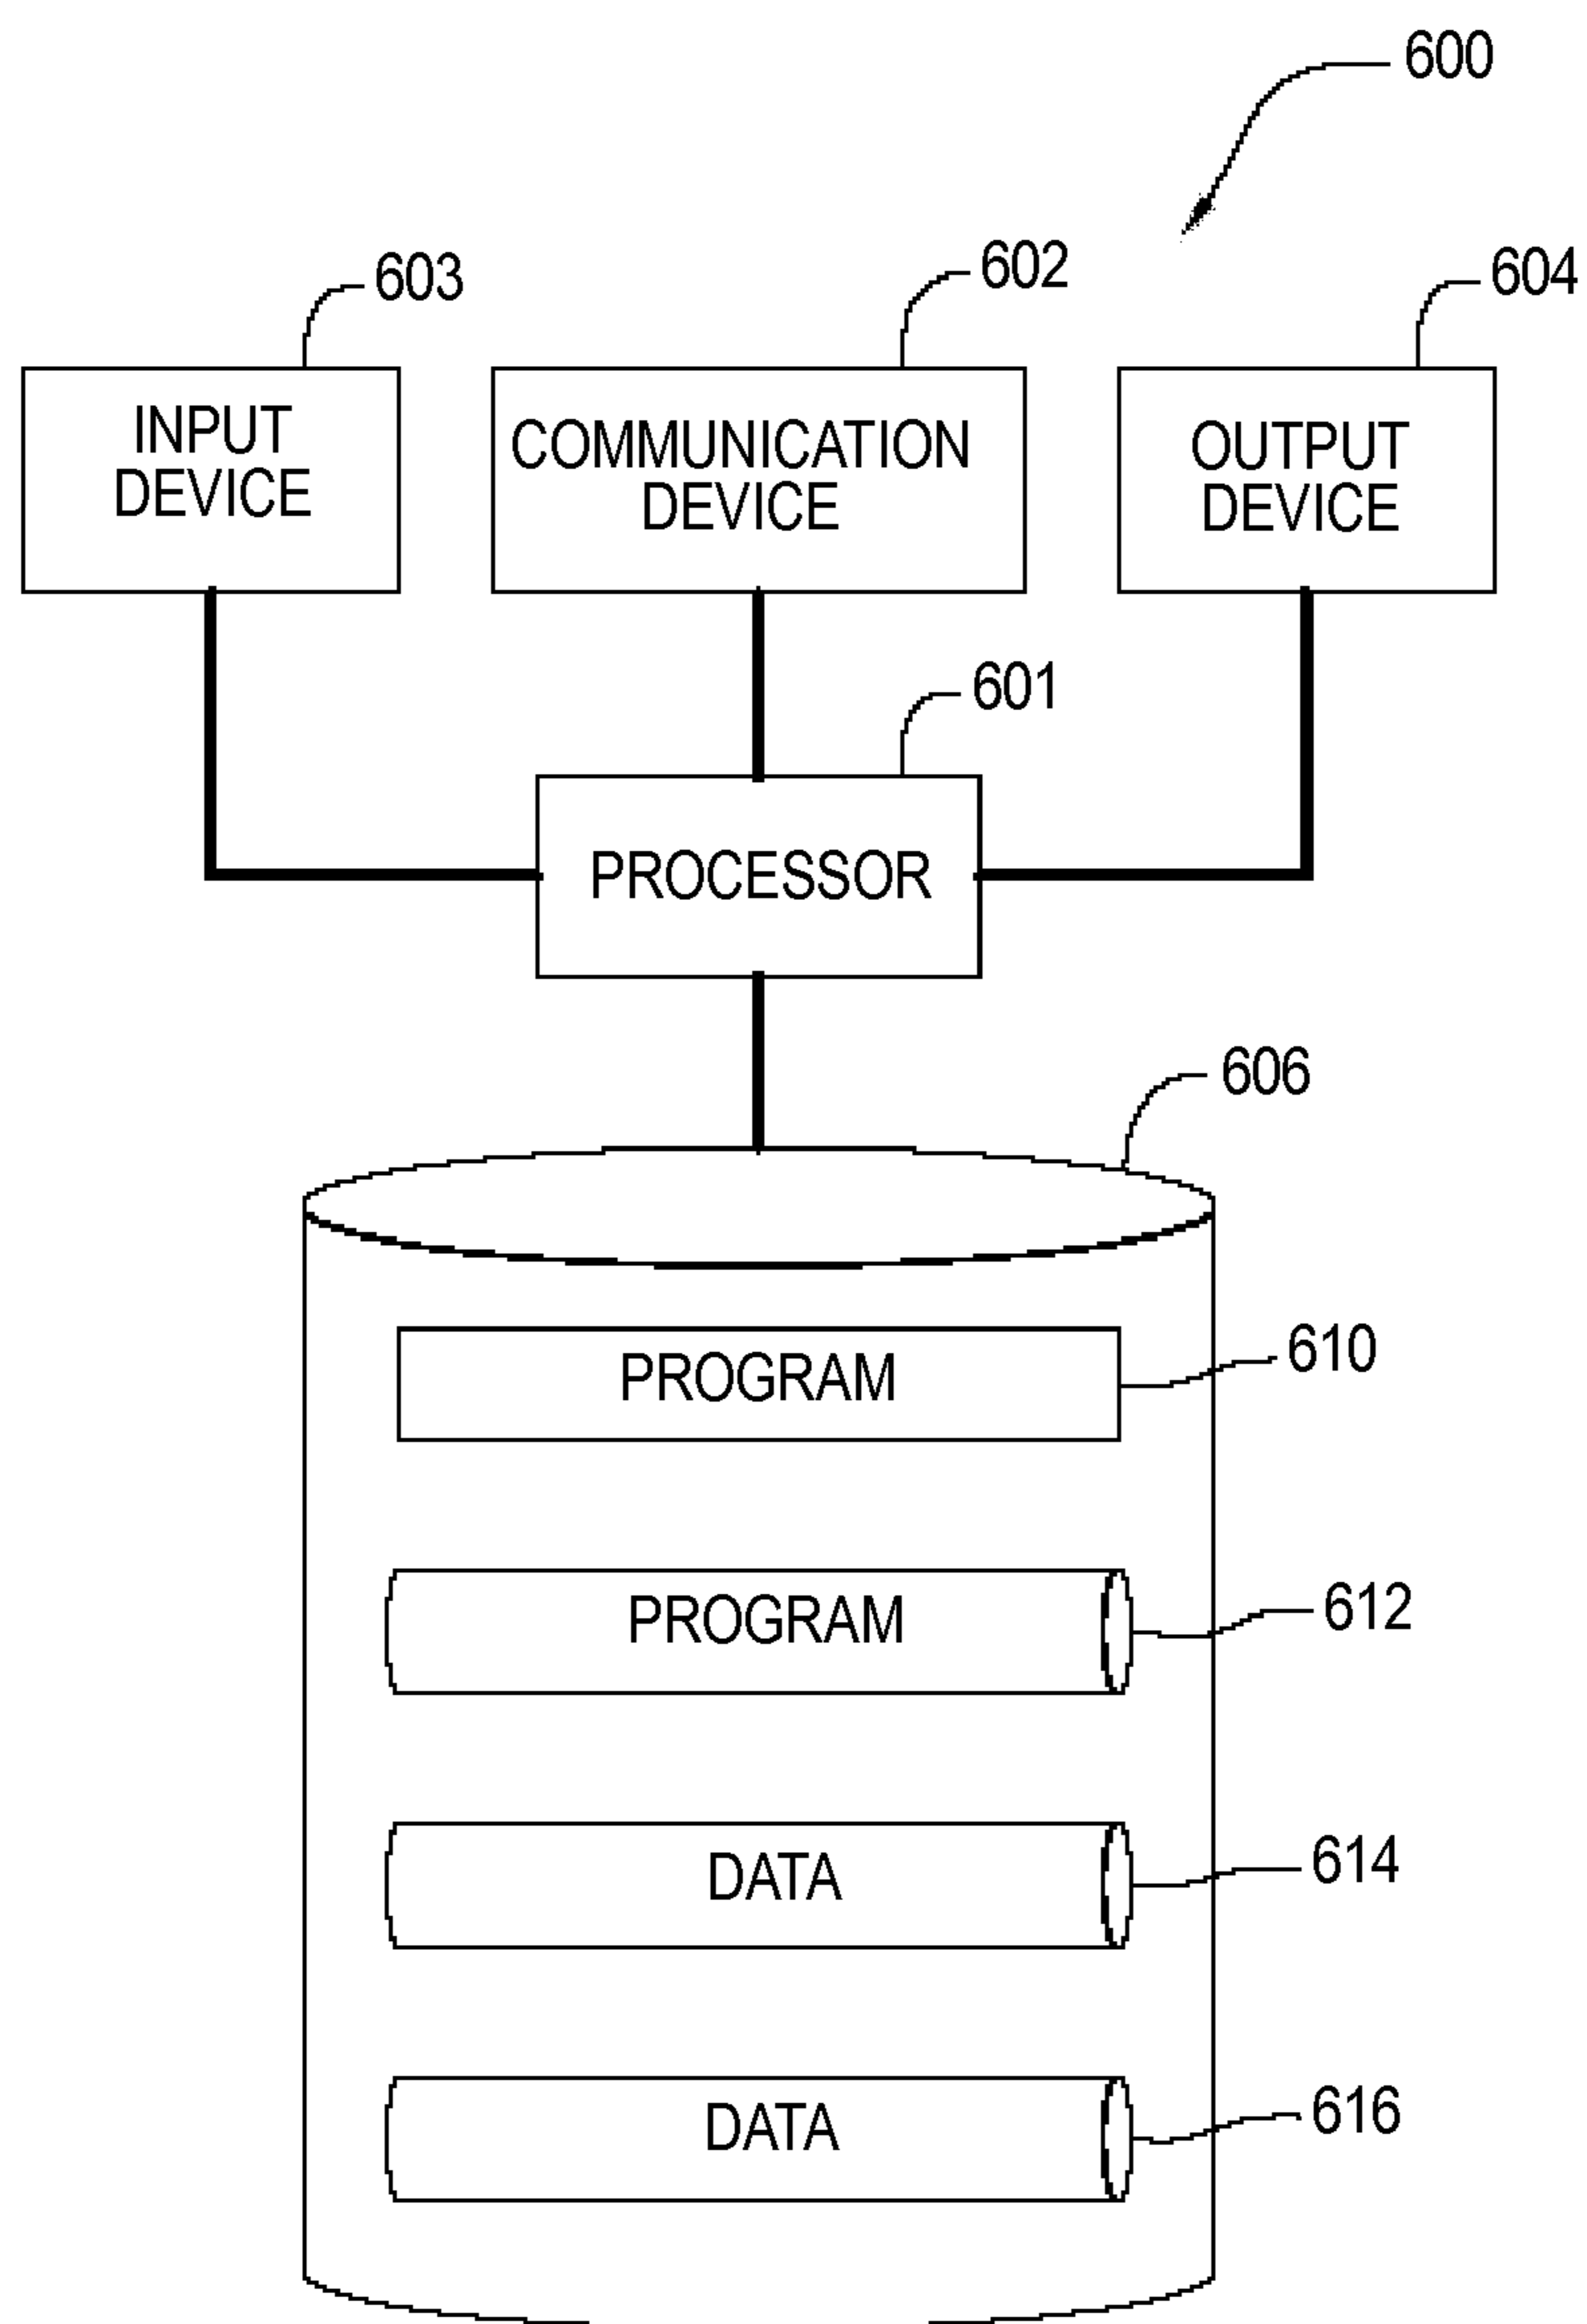 600
603
602
604
INPUT
DEVICE
COMMUNICATION
DEVICE
OUTPUT
DEVICE
601
PROCESSOR
606
PROGRAM
610
PROGRAM
612
DATA
614
DATA
616